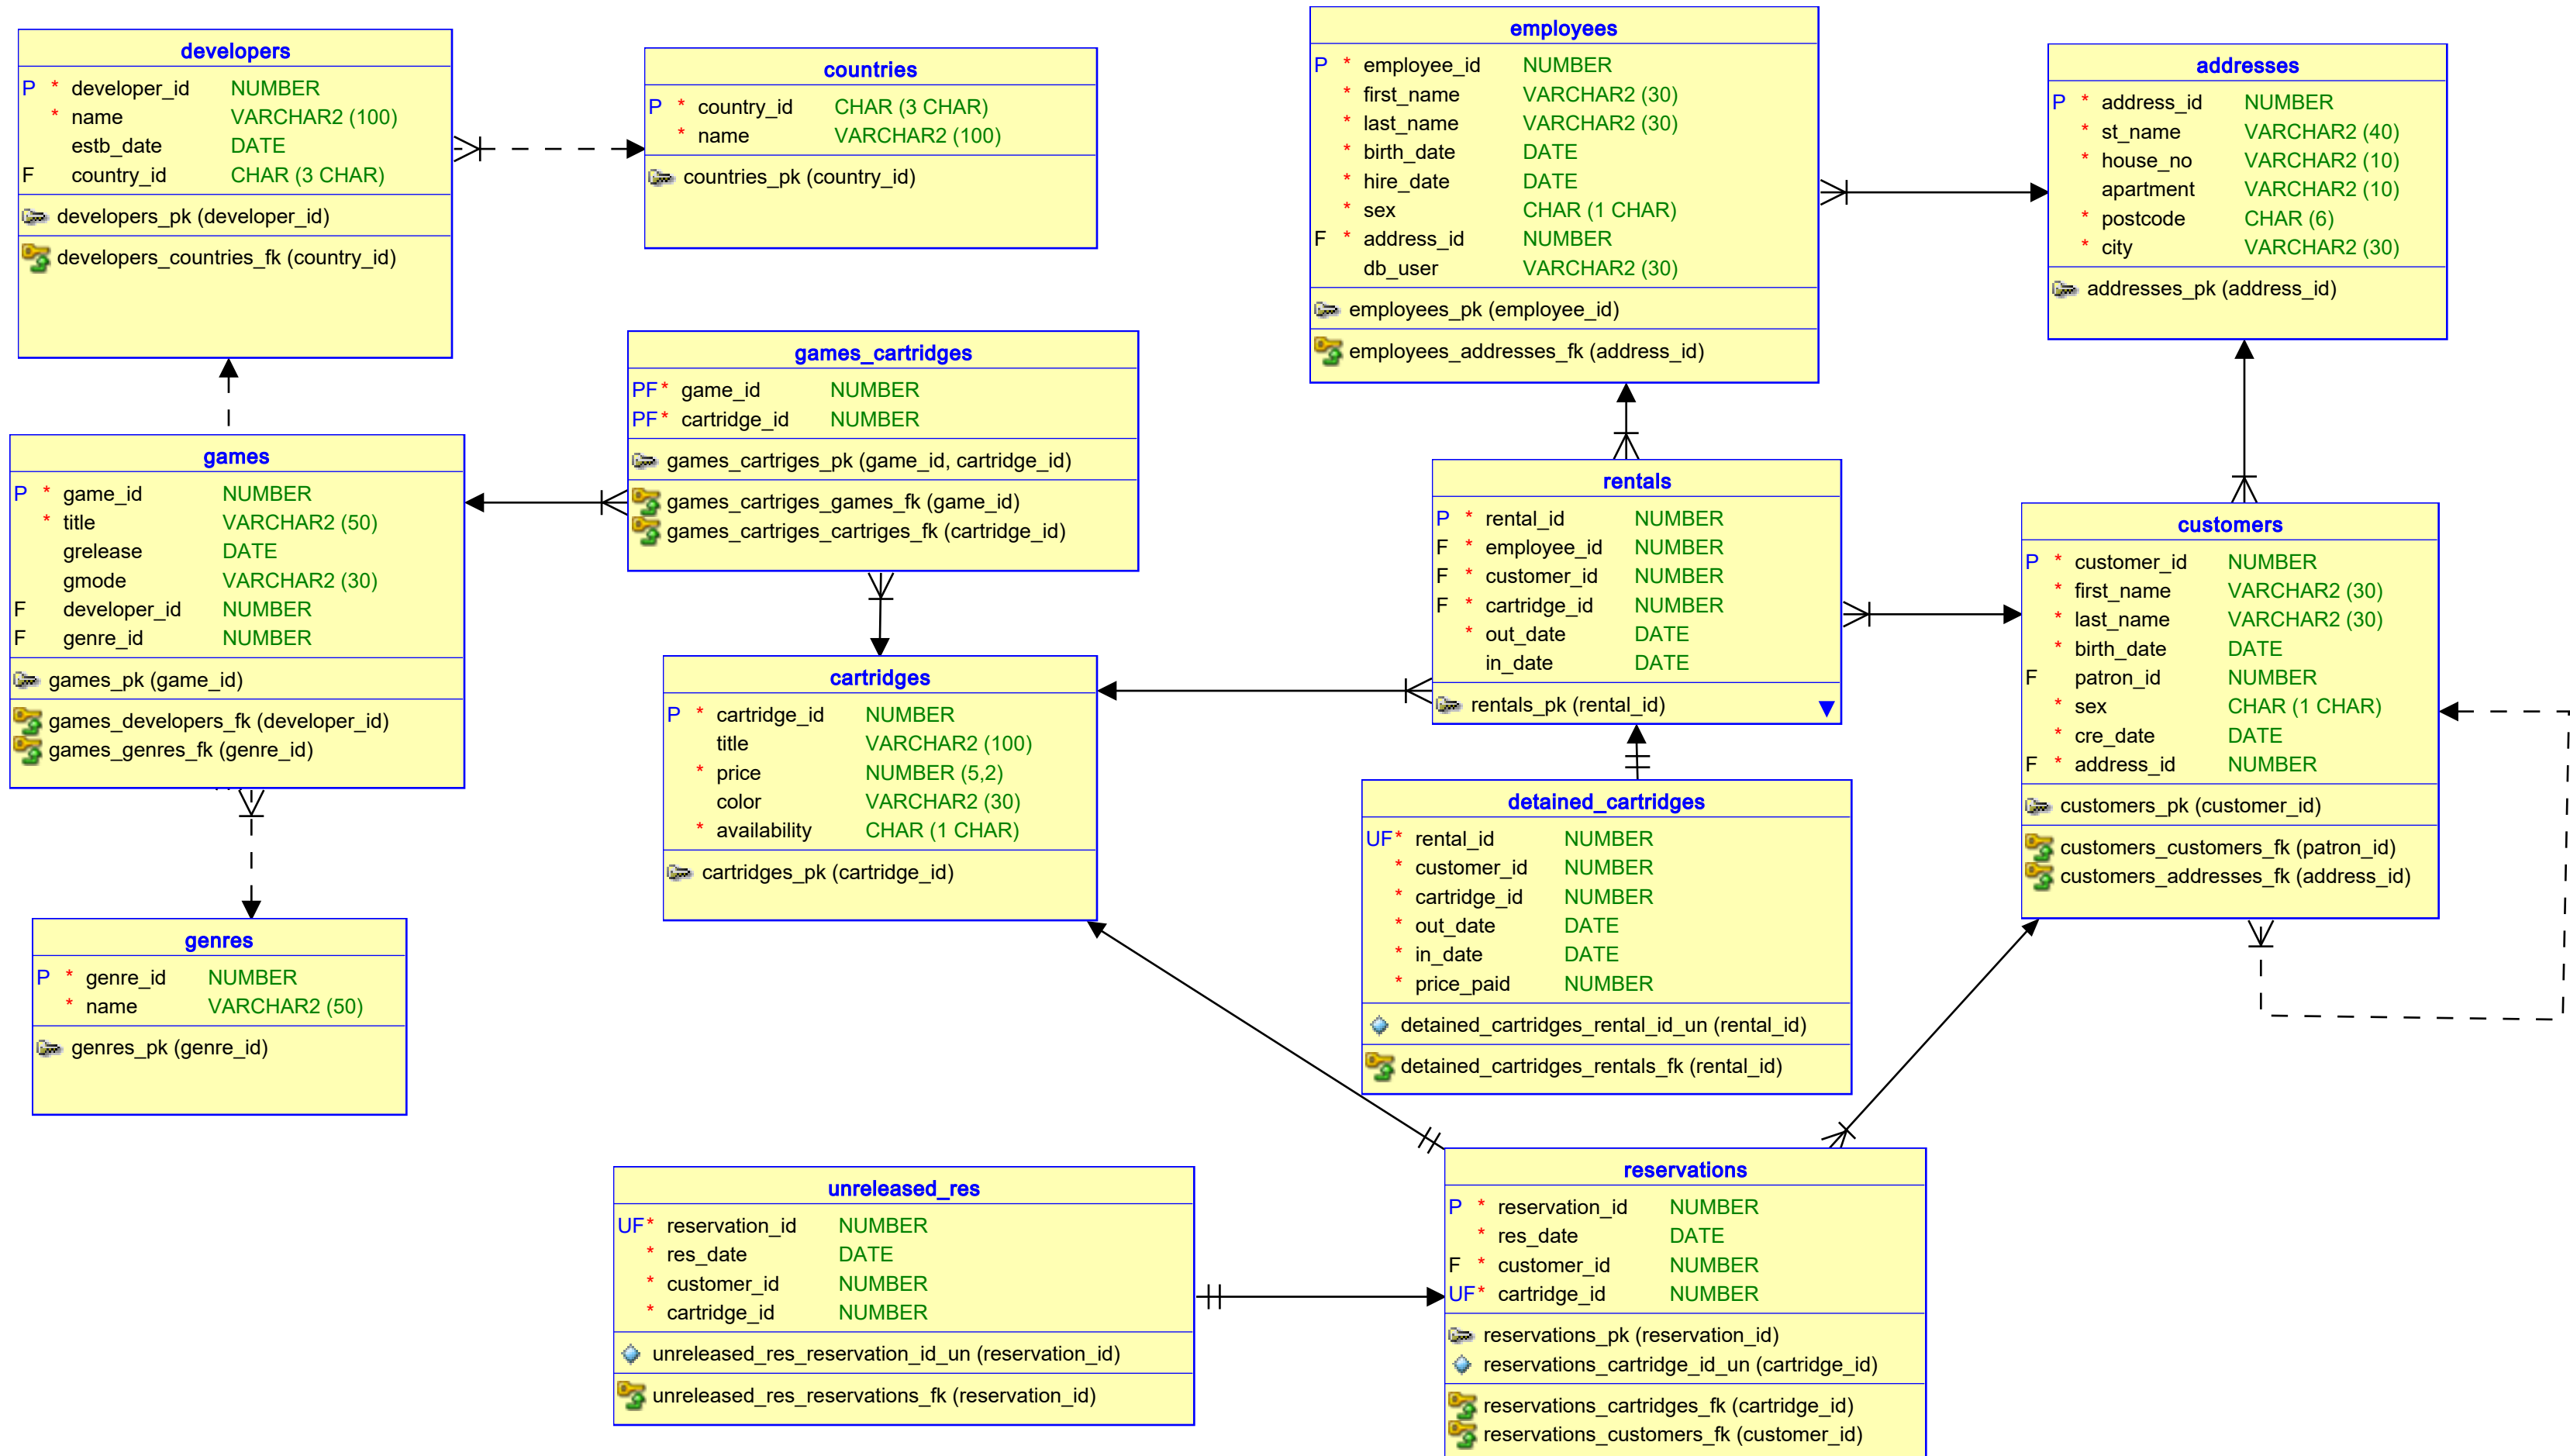 developers
P * developer_id NUMBER
* name VARCHAR2 (100)
estb_date DATE
F country_id CHAR (3 CHAR)
developers_pk (developer_id)
developers_countries_fk (country_id)
countries
P * country_id CHAR (3 CHAR)
* name VARCHAR2 (100)
countries_pk (country_id)
employees
P * employee_id NUMBER
* first_name VARCHAR2 (30)
* last_name VARCHAR2 (30)
* birth_date DATE
* hire_date DATE
* sex CHAR (1 CHAR)
F * address_id NUMBER
db_user VARCHAR2 (30)
employees_pk (employee_id)
employees_addresses_fk (address_id)
addresses
P * address_id NUMBER
* st_name VARCHAR2 (40)
* house_no VARCHAR2 (10)
apartment VARCHAR2 (10)
* postcode CHAR (6)
* city VARCHAR2 (30)
addresses_pk (address_id)
games_cartridges
PF* game_id NUMBER
PF* cartridge_id NUMBER
games_cartriges_pk (game_id, cartridge_id)
games_cartriges_games_fk (game_id)
games_cartriges_cartriges_fk (cartridge_id)
games
P * game_id NUMBER
* title VARCHAR2 (50)
grelease DATE
gmode VARCHAR2 (30)
F developer_id NUMBER
F genre_id NUMBER
games_pk (game_id)
games_developers_fk (developer_id)
games_genres_fk (genre_id)
rentals
P * rental_id NUMBER
F * employee_id NUMBER
F * customer_id NUMBER
F * cartridge_id NUMBER
* out_date DATE
in_date DATE
rentals_pk (rental_id)
customers
P * customer_id NUMBER
* first_name VARCHAR2 (30)
* last_name VARCHAR2 (30)
* birth_date DATE
F patron_id NUMBER
* sex CHAR (1 CHAR)
* cre_date DATE
F * address_id NUMBER
customers_pk (customer_id)
customers_customers_fk (patron_id)
customers_addresses_fk (address_id)
cartridges
P * cartridge_id NUMBER
title VARCHAR2 (100)
* price NUMBER (5,2)
color VARCHAR2 (30)
* availability CHAR (1 CHAR)
cartridges_pk (cartridge_id)
detained_cartridges
UF* rental_id NUMBER
* customer_id NUMBER
* cartridge_id NUMBER
* out_date DATE
* in_date DATE
* price_paid NUMBER
detained_cartridges_rental_id_un (rental_id)
detained_cartridges_rentals_fk (rental_id)
genres
P * genre_id NUMBER
* name VARCHAR2 (50)
genres_pk (genre_id)
unreleased_res
UF* reservation_id NUMBER
* res_date DATE
* customer_id NUMBER
* cartridge_id NUMBER
unreleased_res_reservation_id_un (reservation_id)
unreleased_res_reservations_fk (reservation_id)
reservations
P * reservation_id NUMBER
* res_date DATE
F * customer_id NUMBER
UF* cartridge_id NUMBER
reservations_pk (reservation_id)
reservations_cartridge_id_un (cartridge_id)
reservations_cartridges_fk (cartridge_id)
reservations_customers_fk (customer_id)